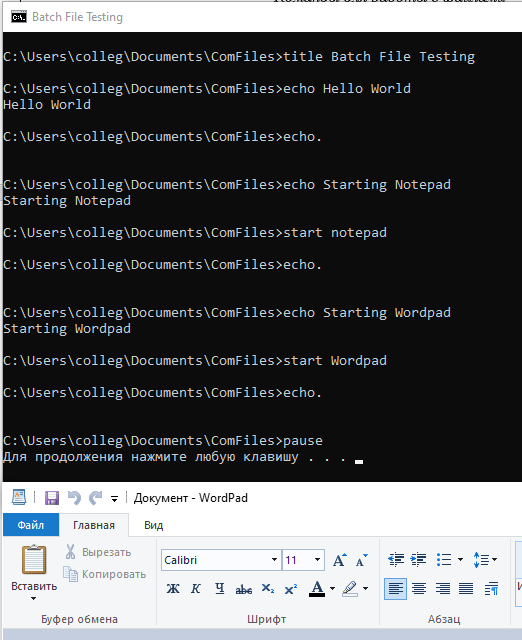 Batch File Testing
C:\Users\colleg\Documents\ComFiles>title Batch File Testing
C:\Users\colleg\Documents\ComFiles>echo Hello World
Hello World
C:\Users\colleg\Documents\ComFiles>echo.
C:\Users\colleg\Documents\ComFiles>echo Starting Notepad
Starting Notepad
C:\Users\colleg\Documents\ComFiles>start notepad
C:\Users\colleg\Documents\ComFiles>echo.
C:\Users\colleg\Documents\ComFiles>echo Starting Wordpad
Starting Wordpad
C:\Users\colleg\Documents\ComFiles>start Wordpad
C:\Users\colleg\Documents\ComFiles>echo.
C:\Users\colleg\Documents\ComFiles>pause
Для продолжения нажмите любую клавишу . . .
Документ - WordPad
Файл Главная Вид
Вставить
Вырезать
Копировать
Буфер обмена
Calibri 11
Ж К Ч abc X₂ X² A
Шрифт
Абзац